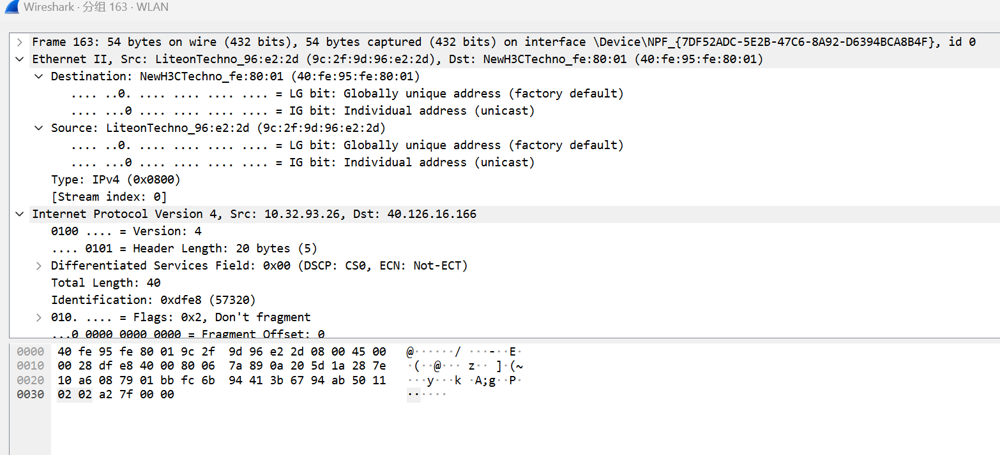 Wireshark · 分组 163 · WLAN
Frame 163: 54 bytes on wire (432 bits), 54 bytes captured (432 bits) on interface \Device\NPF_{7DF52ADC-5E2B-47C6-8A92-D6394BCA8B4F}, id 0
Ethernet II, Src: LiteonTechno_96:e2:2d (9c:2f:9d:96:e2:2d), Dst: NewH3CTechno_fe:80:01 (40:fe:95:fe:80:01)
Destination: NewH3CTechno_fe:80:01 (40:fe:95:fe:80:01)
.... ..0. .... .... .... .... = LG bit: Globally unique address (factory default)
.... ...0 .... .... .... .... = IG bit: Individual address (unicast)
Source: LiteonTechno_96:e2:2d (9c:2f:9d:96:e2:2d)
.... ..0. .... .... .... .... = LG bit: Globally unique address (factory default)
.... ...0 .... .... .... .... = IG bit: Individual address (unicast)
Type: IPv4 (0x0800)
[Stream index: 0]
Internet Protocol Version 4, Src: 10.32.93.26, Dst: 40.126.16.166
0100 .... = Version: 4
.... 0101 = Header Length: 20 bytes (5)
Differentiated Services Field: 0x00 (DSCP: CS0, ECN: Not-ECT)
Total Length: 40
Identification: 0xdfe8 (57320)
010. .... = Flags: 0x2, Don't fragment
...0 0000 0000 0000 = Fragment Offset: 0
0000 40 fe 95 fe 80 01 9c 2f 9d 96 e2 2d 08 00 45 00 @······/ ···-··E·
0010 00 28 df e8 40 00 80 06 7a 89 0a 20 5d 1a 28 7e ·(··@··· z·· ]·(~
0020 10 a6 08 79 01 bb fc 6b 94 41 3b 67 94 ab 50 11 ···y···k ·A;g··P·
0030 02 02 a2 7f 00 00 ······